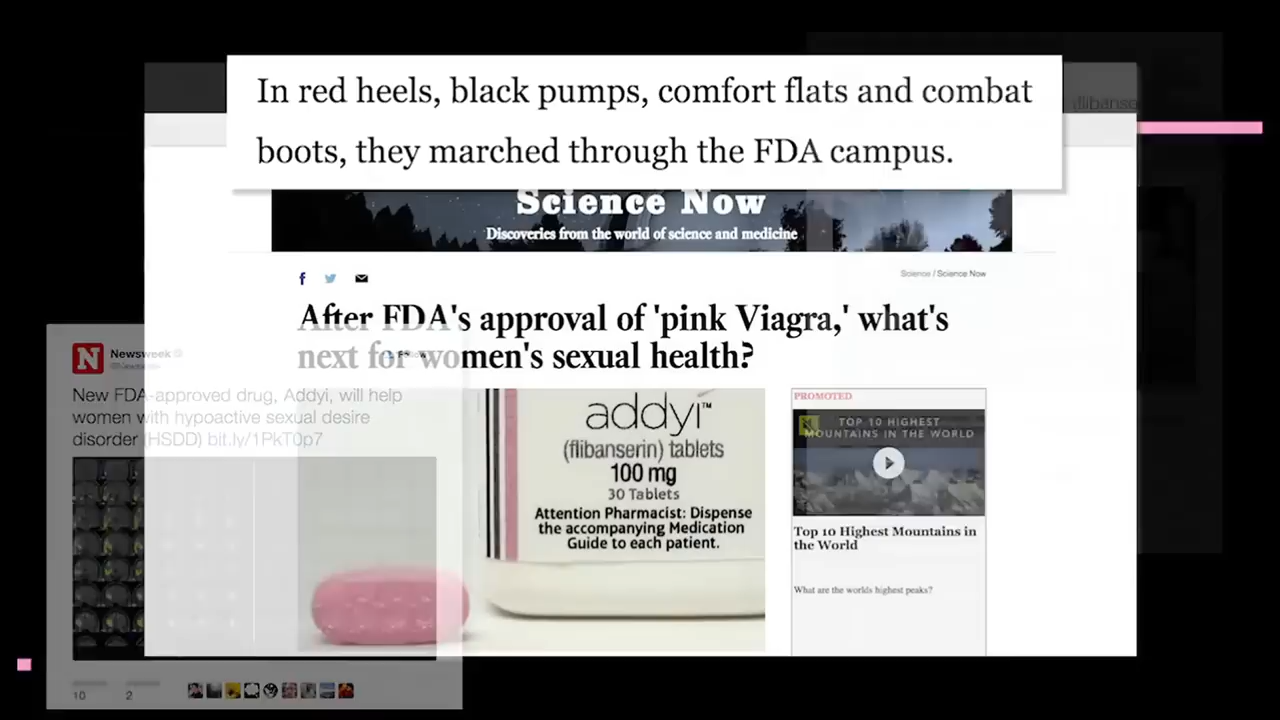 In red heels, black pumps, comfort flats and combat
boots, they marched through the FDA campus.
Science Now
Discoveries from the world of science and medicine
Science / Science Now
After FDA's approval of 'pink Viagra,' what's
next for women's sexual health?
N Newsweek
New FDA-approved drug, Addyi, will help
women with hypoactive sexual desire
disorder (HSDD) bit.ly/1PkT0p7
10 2
addyi™
(flibanserin) tablets
100 mg
30 Tablets
Attention Pharmacist: Dispense
the accompanying Medication
Guide to each patient.
PROMOTED
TOP 10 HIGHEST
MOUNTAINS IN THE WORLD
Top 10 Highest Mountains in
the World
What are the worlds highest peaks?